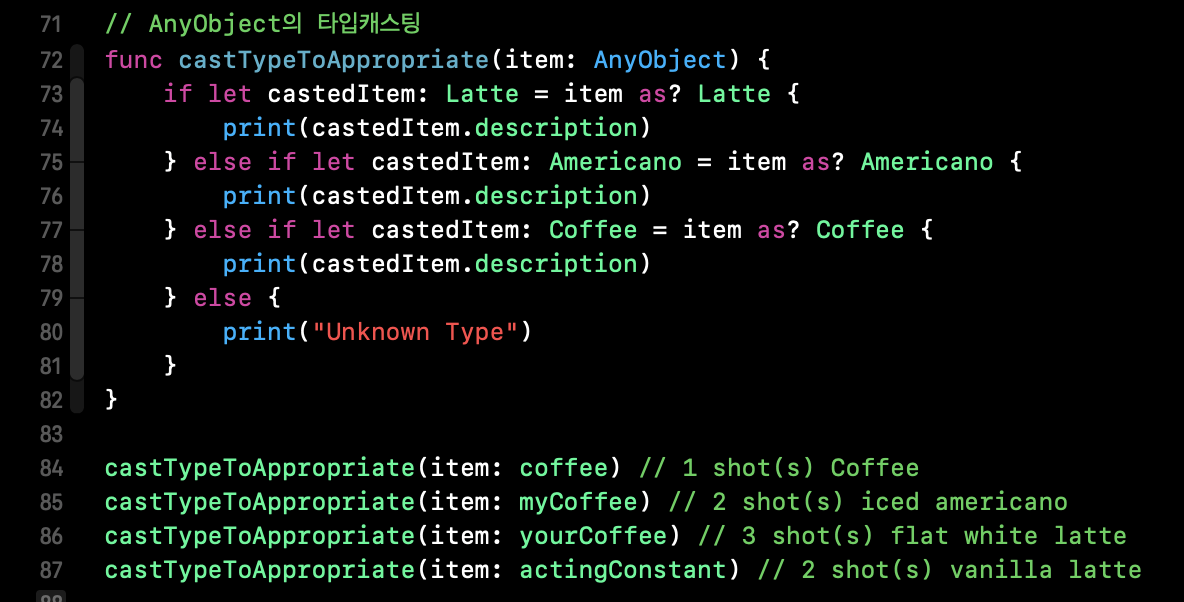 71 // AnyObject의 타입캐스팅
72 func castTypeToAppropriate(item: AnyObject) {
73     if let castedItem: Latte = item as? Latte {
74         print(castedItem.description)
75     } else if let castedItem: Americano = item as? Americano {
76         print(castedItem.description)
77     } else if let castedItem: Coffee = item as? Coffee {
78         print(castedItem.description)
79     } else {
80         print("Unknown Type")
81     }
82 }
83
84 castTypeToAppropriate(item: coffee) // 1 shot(s) Coffee
85 castTypeToAppropriate(item: myCoffee) // 2 shot(s) iced americano
86 castTypeToAppropriate(item: yourCoffee) // 3 shot(s) flat white latte
87 castTypeToAppropriate(item: actingConstant) // 2 shot(s) vanilla latte